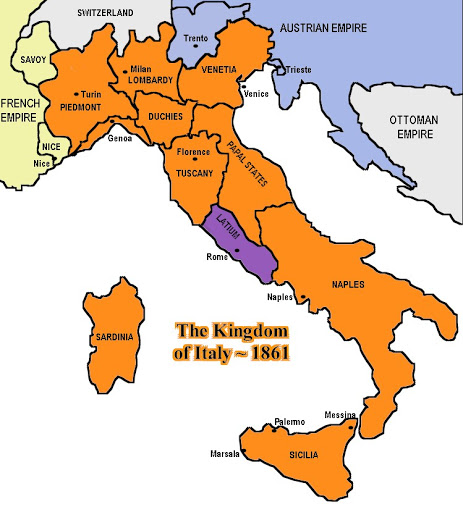 SWITZERLAND
AUSTRIAN EMPIRE
Trento
SAVOY
Milan
LOMBARDY
VENETIA
Trieste
Turin
PIEDMONT
Venice
FRENCH
EMPIRE
DUCHIES
OTTOMAN
EMPIRE
Genoa
NICE
Nice
Florence
TUSCANY
PAPAL STATES
LATIUM
Rome
NAPLES
Naples
SARDINIA
The Kingdom
of Italy ~ 1861
Messina
Palermo
Marsala
SICILIA